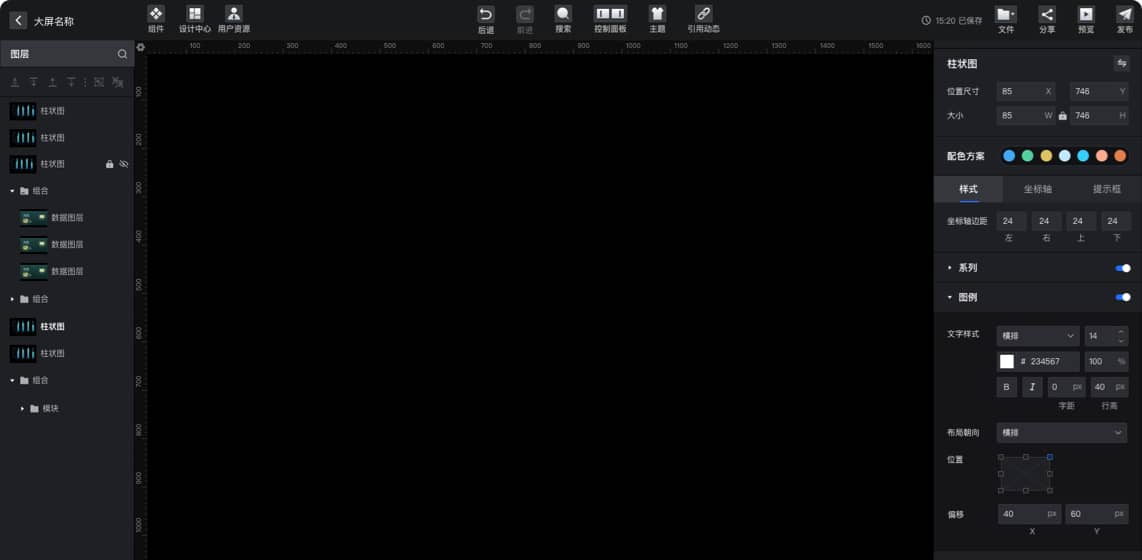 大屏名称
组件 设计中心 用户资源 后退 前进 搜索 控制面板 主题 引用动态 15:20 已保存 文件 分享 预览 发布
图层
100 200 300 400 500 600 700 800 900 1000 1100 1200 1300 1400 1500 1600
100
200
300
400
500
600
700
800
900
1000
柱状图
柱状图
柱状图
组合
数据图层
数据图层
数据图层
组合
柱状图
柱状图
组合
模块
柱状图
位置尺寸 85 X 746 Y
大小 85 W 746 H
配色方案
样式 坐标轴 提示框
坐标轴边距 24 24 24 24
左 右 上 下
系列
图例
文字样式 横排 14
# 234567 100 %
B I 0 px 40 px
字距 行高
布局朝向 横排
位置
偏移 40 px 60 px
X Y